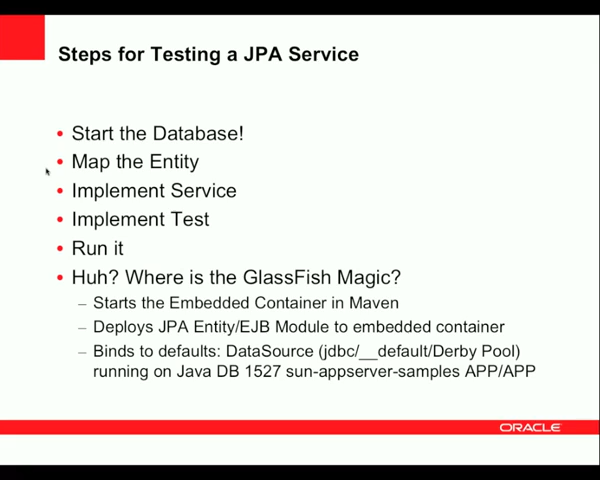 Steps for Testing a JPA Service
• Start the Database!
• Map the Entity
• Implement Service
• Implement Test
• Run it
• Huh? Where is the GlassFish Magic?
– Starts the Embedded Container in Maven
– Deploys JPA Entity/EJB Module to embedded container
– Binds to defaults: DataSource (jdbc/__default/Derby Pool)
running on Java DB 1527 sun-appserver-samples APP/APP
ORACLE